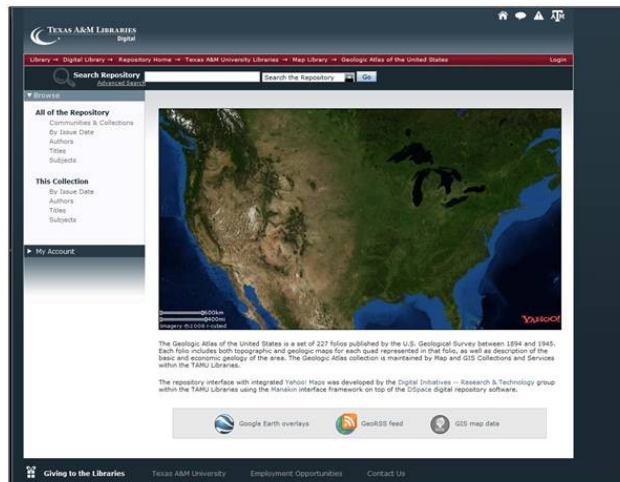 TEXAS A&M LIBRARIES
Digital
Library → Digital Library → Repository Home → Texas A&M University Libraries → Map Library → Geologic Atlas of the United States Login
Search Repository Search the Repository Go
Advanced Search
▼ Browse
All of the Repository
Communities & Collections
By Issue Date
Authors
Titles
Subjects
This Collection
By Issue Date
Authors
Titles
Subjects
► My Account
600km
400mi
Imagery ©2008 i-cubed
YAHOO!
The Geologic Atlas of the United States is a set of 227 folios published by the U.S. Geological Survey between 1894 and 1945.
Each folio includes both topographic and geologic maps for each quad represented in that folio, as well as description of the
basic and economic geology of the area. The Geologic Atlas collection is maintained by Map and GIS Collections and Services
within the TAMU Libraries.
The repository interface with integrated Yahoo! Maps was developed by the Digital Initiatives -- Research & Technology group
within the TAMU Libraries using the Manakin interface framework on top of the DSpace digital repository software.
Google Earth overlays GeoRSS feed GIS map data
Giving to the Libraries Texas A&M University Employment Opportunities Contact Us